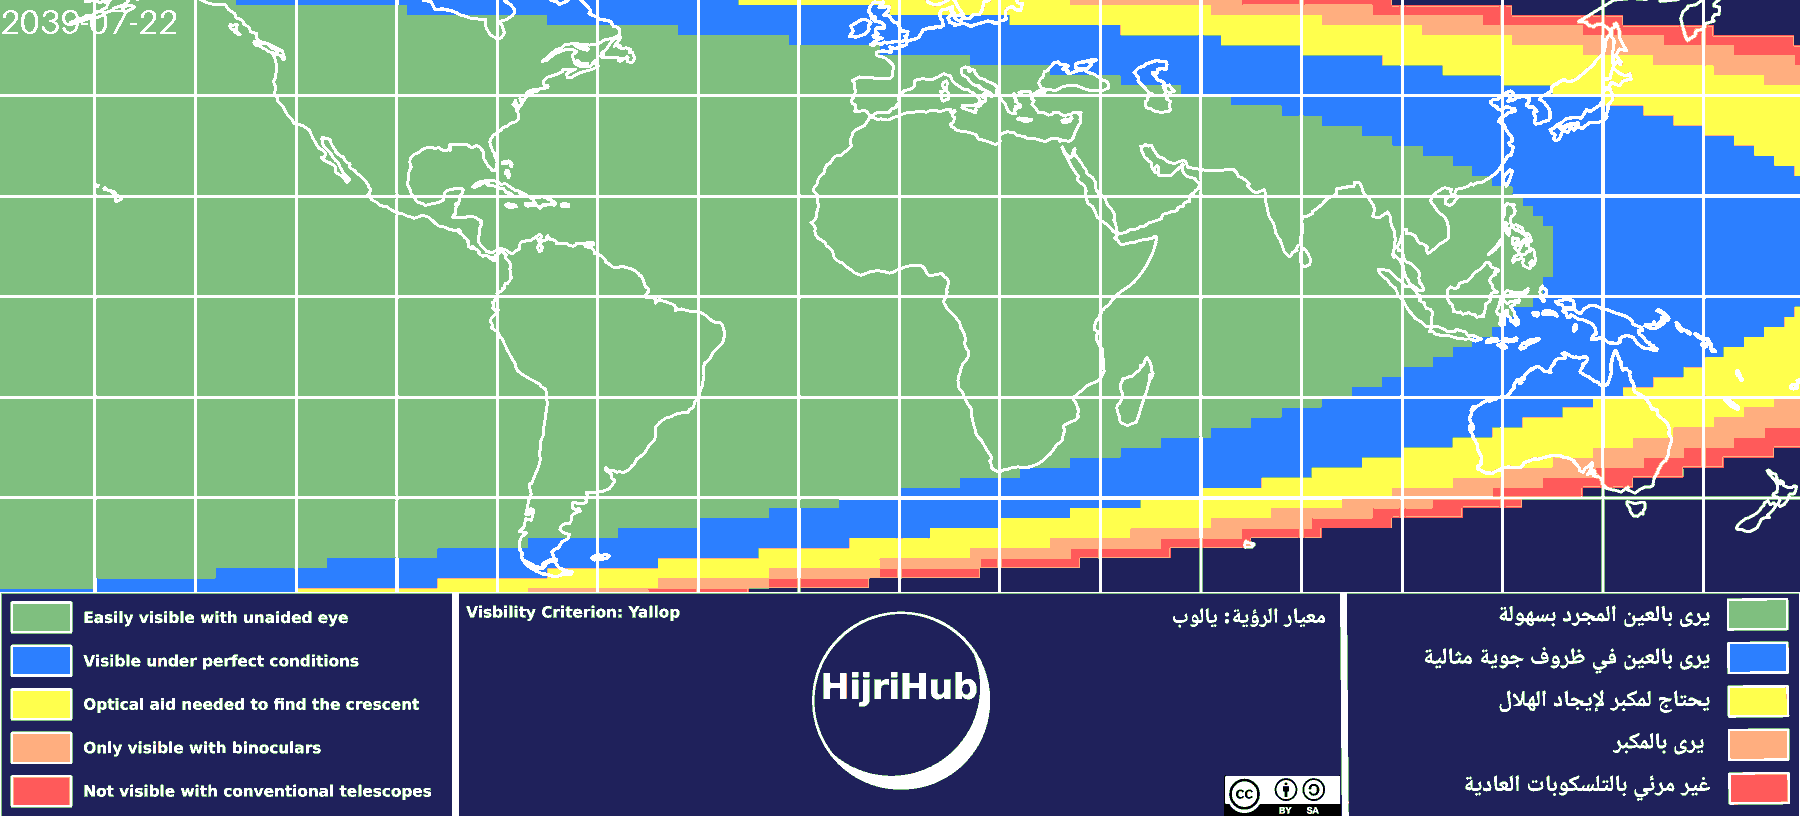 2039-07-22
Easily visible with unaided eye
Visible under perfect conditions
Optical aid needed to find the crescent
Only visible with binoculars
Not visible with conventional telescopes
Visbility Criterion: Yallop
معيار الرؤية: يالوب
HijriHub
cc
BY SA
يرى بالعين المجرد بسهولة
يرى بالعين في ظروف جوية مثالية
يحتاج لمكبر لإيجاد الهلال
يرى بالمكبر
غير مرئي بالتلسكوبات العادية